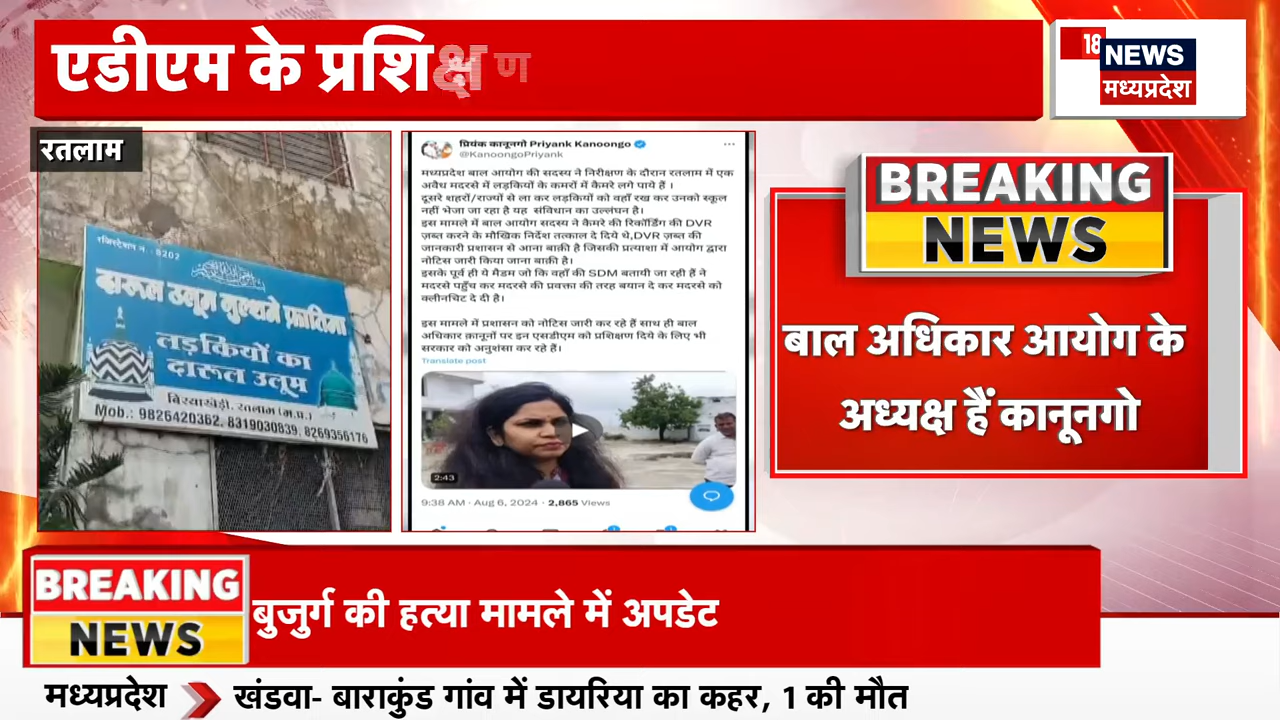 एडीएम के प्रशिक्षण
18
NEWS
मध्यप्रदेश
रतलाम
रजिस्ट्रेशन न. : 9202
दारूल उलूम गुल्शने फ़ातिमा
लड़कियों का
दारूल उलूम
बिरयाखेड़ी, रतलाम (म.प्र.)
Mob.: 9826420362, 8319030839, 8269356176
प्रियंक कानूनगो Priyank Kanoongo
@KanoongoPriyank
मध्यप्रदेश बाल आयोग की सदस्य ने निरीक्षण के दौरान रतलाम में एक
अवैध मदरसे में लड़कियों के कमरों में कैमरे लगे पाये हैं ।
दूसरे शहरों/राज्यों से ला कर लड़कियों को वहाँ रख कर उनको स्कूल
नहीं भेजा जा रहा है यह संविधान का उल्लंघन है।
इस मामले में बाल आयोग सदस्य ने कैमरे की रिकॉर्डिंग की DVR
ज़ब्त करने के मौखिक निर्देश तत्काल दे दिये थे,DVR ज़ब्त की
जानकारी प्रशासन से आना बाक़ी है जिसकी प्रत्याशा में आयोग द्वारा
नोटिस जारी किया जाना बाक़ी है।
इसके पूर्व ही ये मैडम जो कि वहाँ की SDM बतायी जा रही हैं ने
मदरसे पहुँच कर मदरसे की प्रवक्ता की तरह बयान दे कर मदरसे को
क्लीनचिट दे दी है।
इस मामले में प्रशासन को नोटिस जारी कर रहे हैं साथ ही बाल
अधिकार क़ानूनों पर इन एसडीएम को प्रशिक्षण दिये के लिए भी
सरकार को अनुशंसा कर रहे हैं।
Translate post
2:43
9:38 AM · Aug 6, 2024 · 2,865 Views
BREAKING
NEWS
बाल अधिकार आयोग के
अध्यक्ष हैं कानूनगो
BREAKING
NEWS
बुजुर्ग की हत्या मामले में अपडेट
मध्यप्रदेश
खंडवा- बाराकुंड गांव में डायरिया का कहर, 1 की मौत